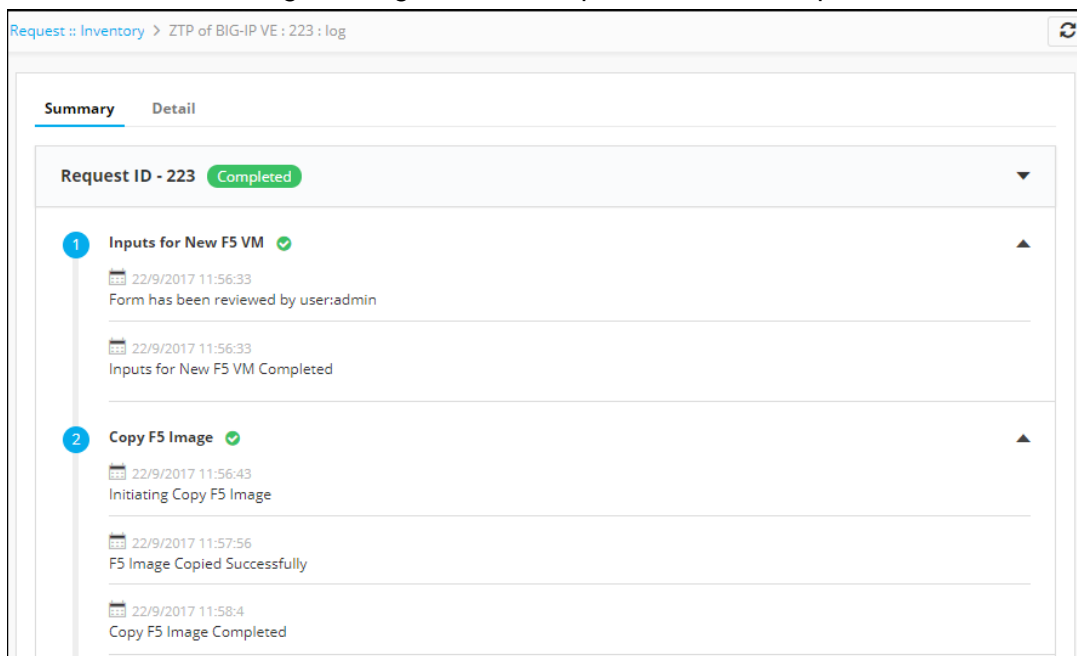 Request :: Inventory > ZTP of BIG-IP VE : 223 : log
Summary Detail
Request ID - 223 Completed
1 Inputs for New F5 VM
22/9/2017 11:56:33
Form has been reviewed by user:admin
22/9/2017 11:56:33
Inputs for New F5 VM Completed
2 Copy F5 Image
22/9/2017 11:56:43
Initiating Copy F5 Image
22/9/2017 11:57:56
F5 Image Copied Successfully
22/9/2017 11:58:4
Copy F5 Image Completed